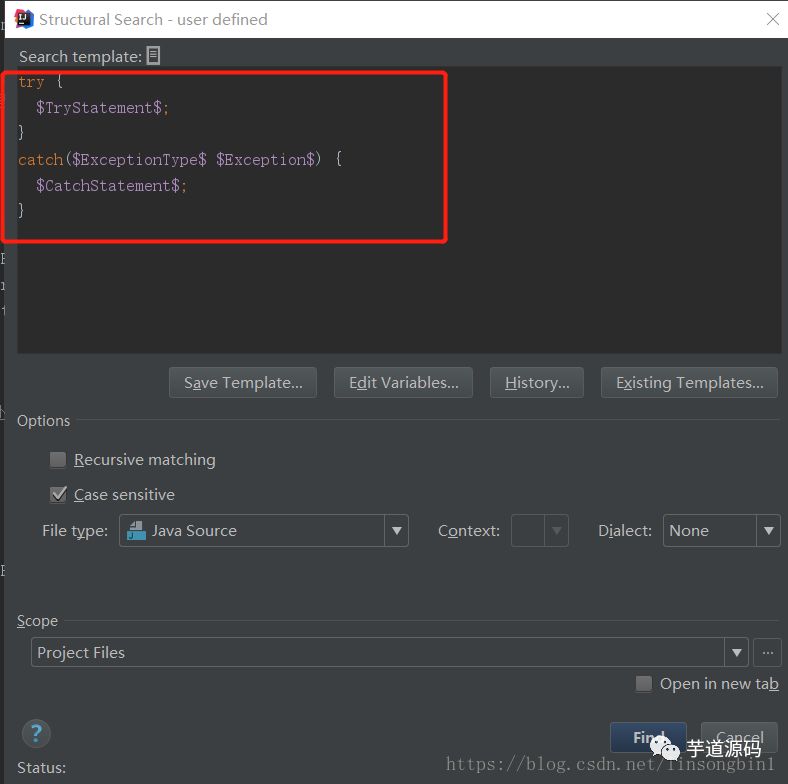 Structural Search - user defined
Search template:
try {
$TryStatement$;
}
catch($ExceptionType$ $Exception$) {
$CatchStatement$;
}
Save Template... Edit Variables... History... Existing Templates...
Options
Recursive matching
Case sensitive
File type: Java Source Context: Dialect: None
Scope
Project Files ...
Open in new tab
? Find Cancel
芋道源码
https://blog.csdn.net/linsongbin1
Status: